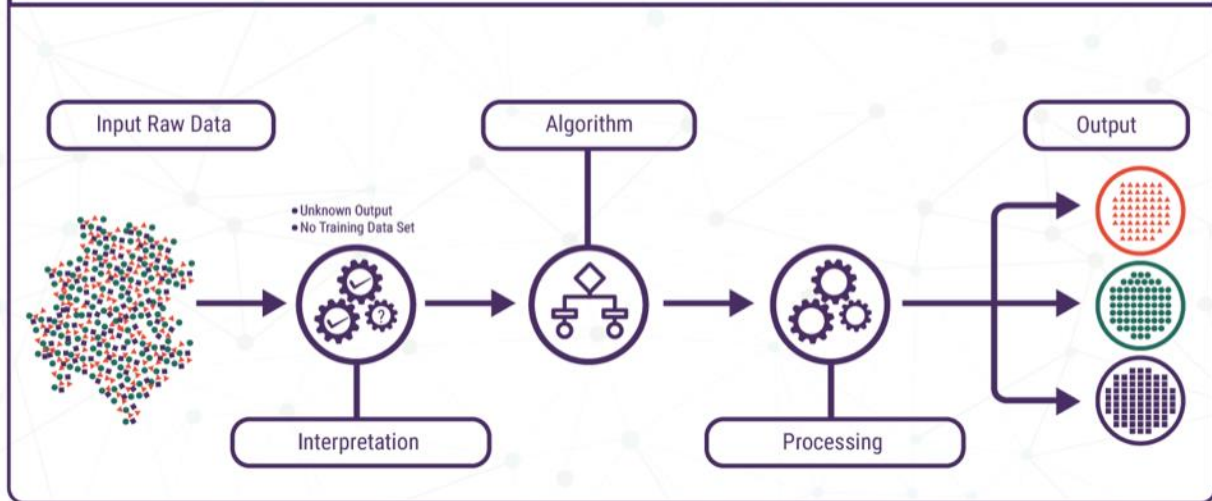 Input Raw Data
Algorithm
Output
• Unknown Output
• No Training Data Set
?
Interpretation
Processing